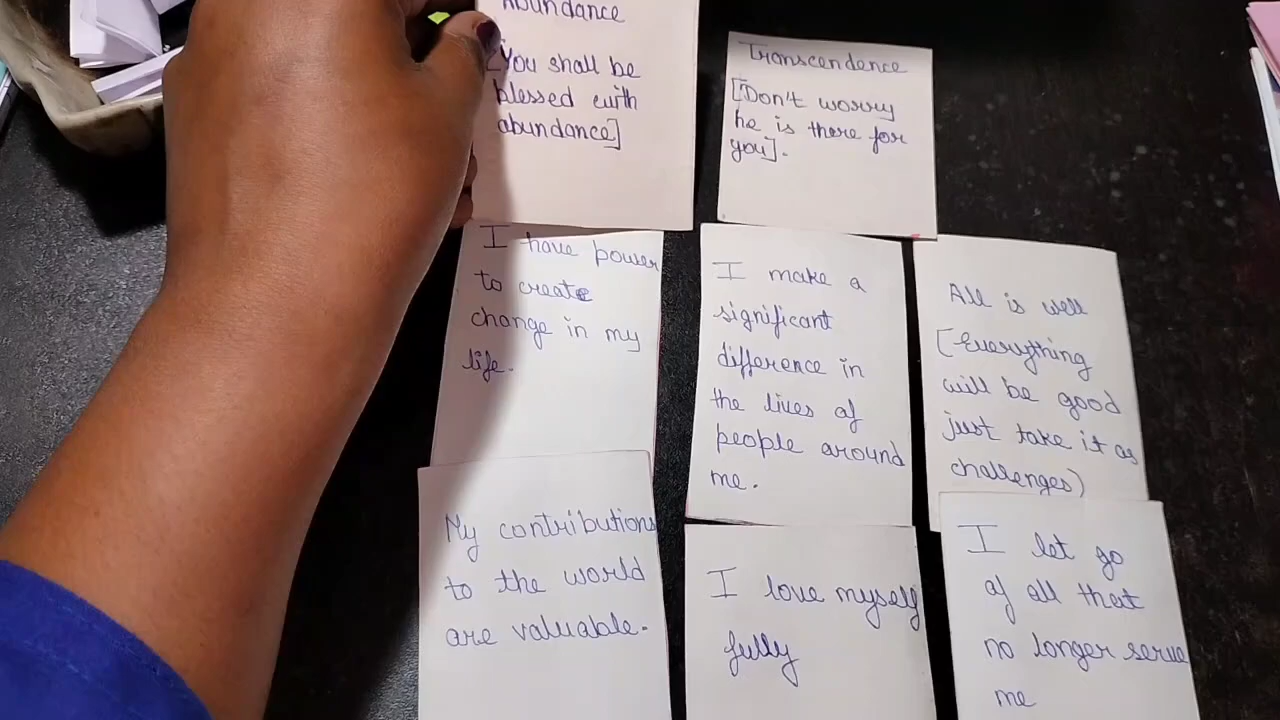 Abundance
[You shall be
blessed with
abundance]
Transcendence
[Don't worry
he is there for
you].
I have power
to create
change in my
life.
I make a
significant
difference in
the lives of
people around
me.
All is well
[Everything
will be good
just take it as
challenges)
My contributions
to the world
are valuable.
I love myself
fully
I let go
of all that
no longer serve
me